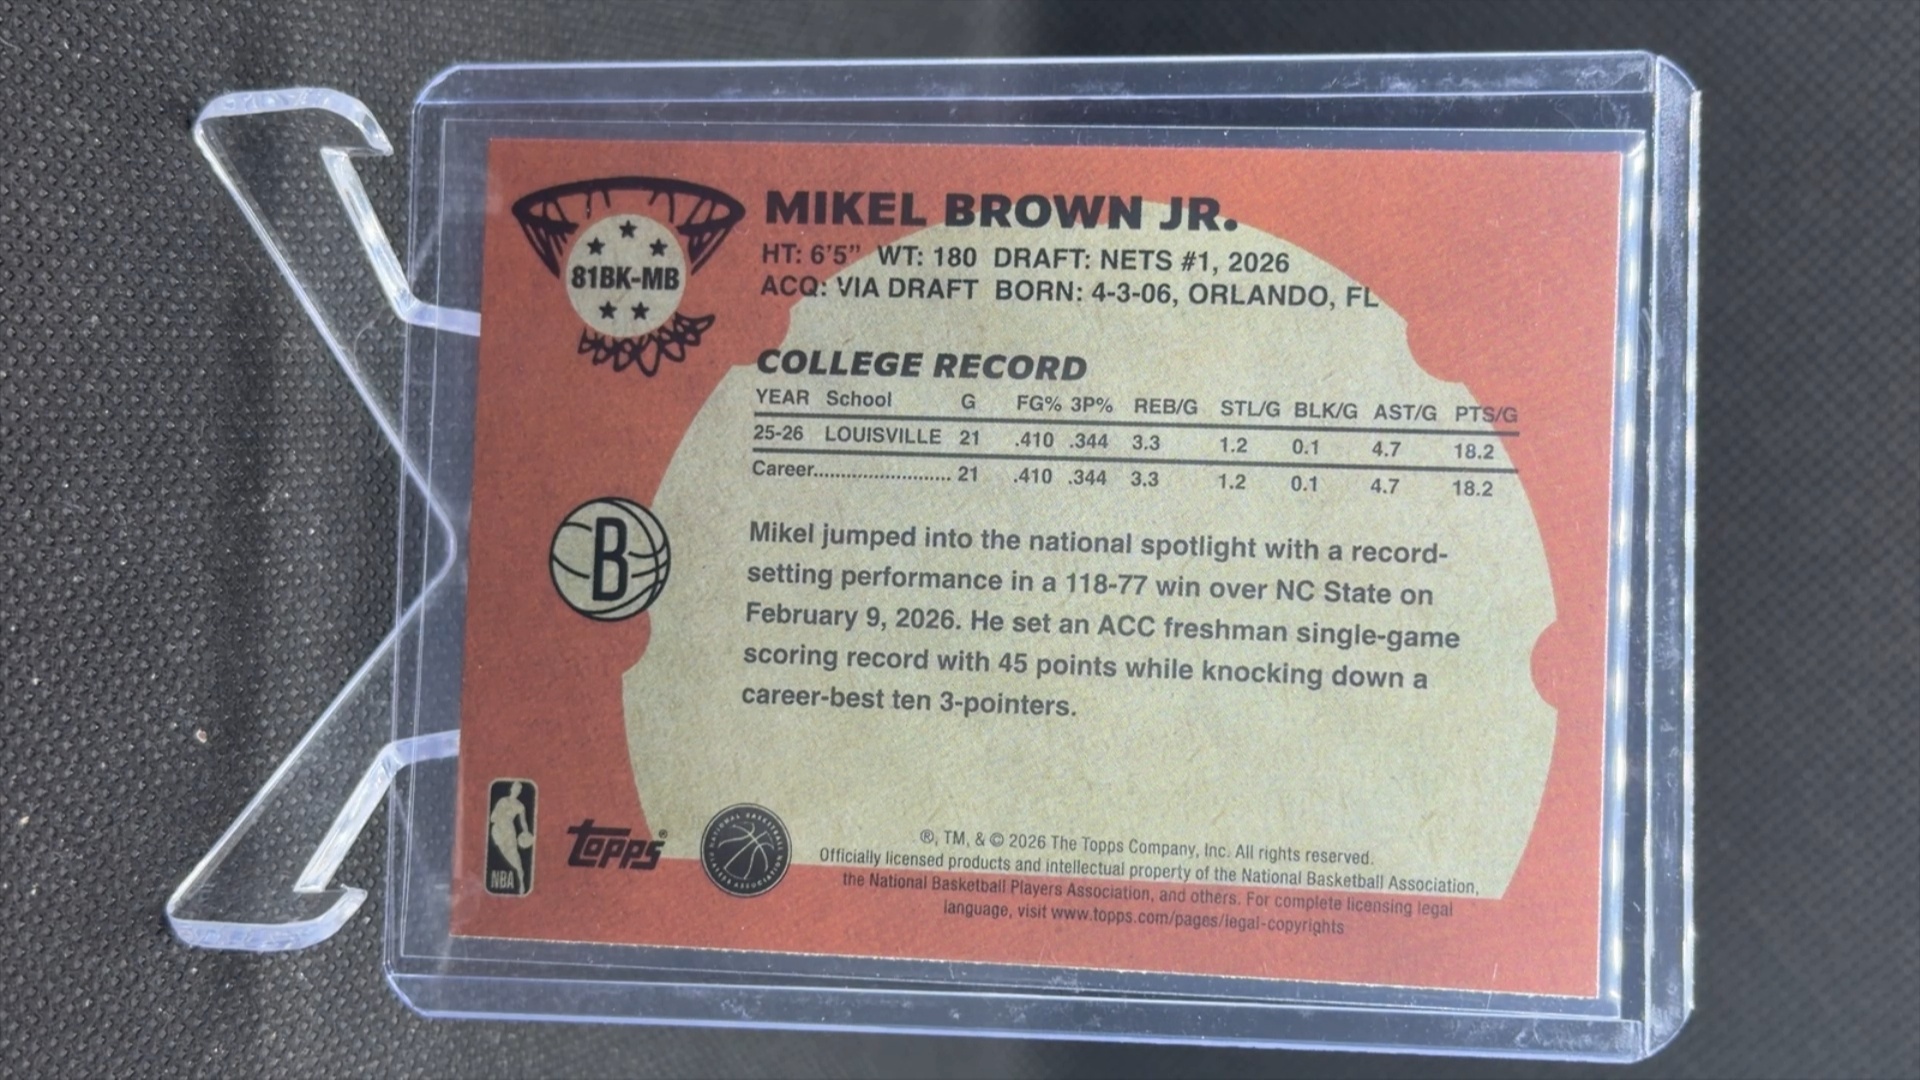 MIKEL BROWN JR.
81BK-MB
HT: 6'5" WT: 180 DRAFT: NETS #1, 2026
ACQ: VIA DRAFT BORN: 4-3-06, ORLANDO, FL
COLLEGE RECORD
YEAR School G FG% 3P% REB/G STL/G BLK/G AST/G PTS/G
25-26 LOUISVILLE 21 .410 .344 3.3 1.2 0.1 4.7 18.2
Career.......................... 21 .410 .344 3.3 1.2 0.1 4.7 18.2
B
Mikel jumped into the national spotlight with a record-
setting performance in a 118-77 win over NC State on
February 9, 2026. He set an ACC freshman single-game
scoring record with 45 points while knocking down a
career-best ten 3-pointers.
NBA
Topps®
NATIONAL BASKETBALL PLAYERS ASSOCIATION
®, TM, & © 2026 The Topps Company, Inc. All rights reserved.
Officially licensed products and intellectual property of the National Basketball Association,
the National Basketball Players Association, and others. For complete licensing legal
language, visit www.topps.com/pages/legal-copyrights